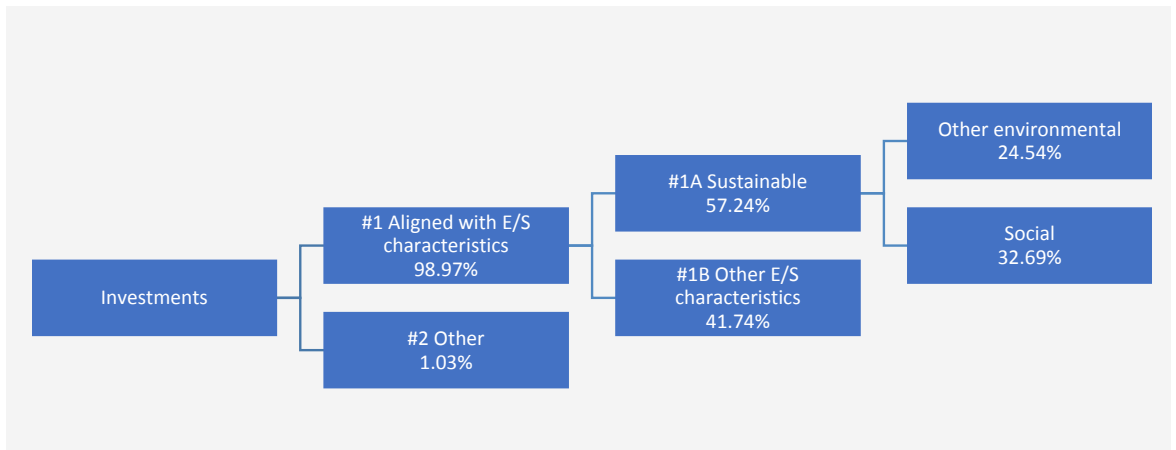 Investments
#1 Aligned with E/S
characteristics
98.97%
#2 Other
1.03%
#1A Sustainable
57.24%
#1B Other E/S
characteristics
41.74%
Other environmental
24.54%
Social
32.69%